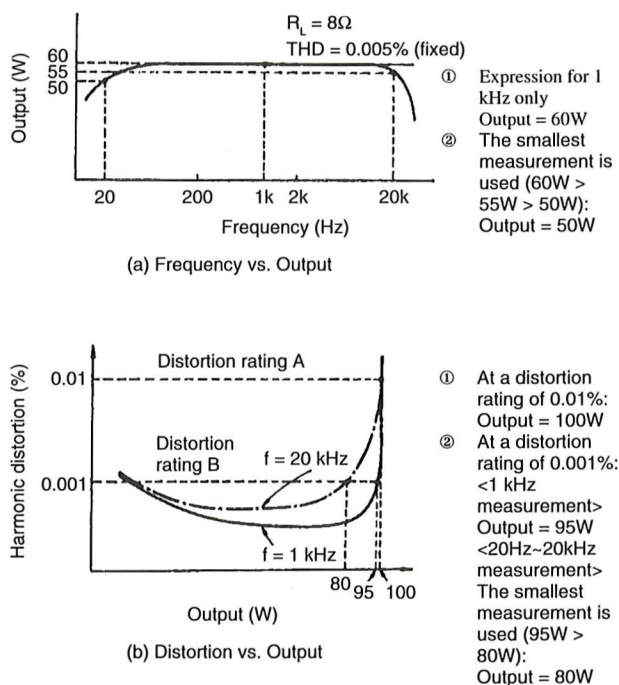 R_L = 8Ω
THD = 0.005% (fixed)
60
55
50
Output (W)
20
200
1k
2k
20k
Frequency (Hz)
(a) Frequency vs. Output
① Expression for 1
kHz only
Output = 60W
② The smallest
measurement is
used (60W >
55W > 50W):
Output = 50W
Harmonic distortion (%)
0.01
0.001
Distortion rating A
Distortion
rating B
f = 20 kHz
f = 1 kHz
80
95
100
Output (W)
(b) Distortion vs. Output
① At a distortion
rating of 0.01%:
Output = 100W
② At a distortion
rating of 0.001%:
<1 kHz
measurement>
Output = 95W
<20Hz~20kHz
measurement>
The smallest
measurement is
used (95W >
80W):
Output = 80W